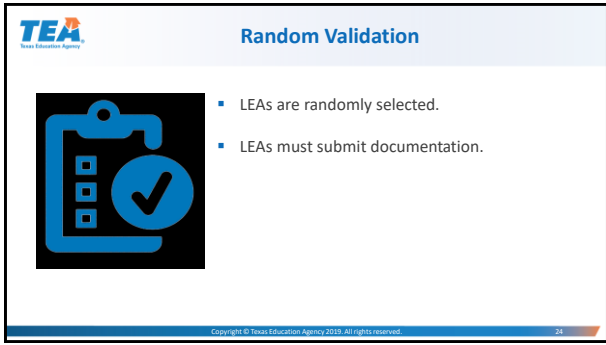 TEA
Texas Education Agency
Random Validation
▪ LEAs are randomly selected.
▪ LEAs must submit documentation.
Copyright © Texas Education Agency 2019. All rights reserved.
24